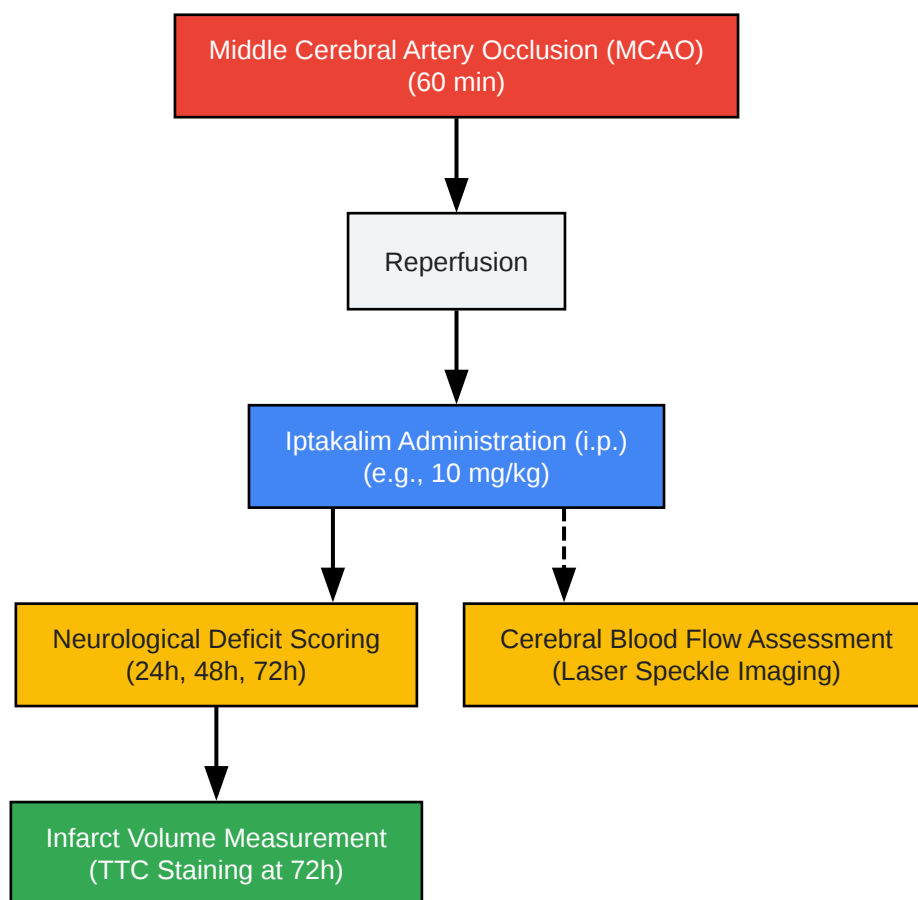 Middle Cerebral Artery Occlusion (MCAO)
(60 min)
Reperfusion
Iptakalim Administration (i.p.)
(e.g., 10 mg/kg)
Neurological Deficit Scoring
(24h, 48h, 72h)
Cerebral Blood Flow Assessment
(Laser Speckle Imaging)
Infarct Volume Measurement
(TTC Staining at 72h)